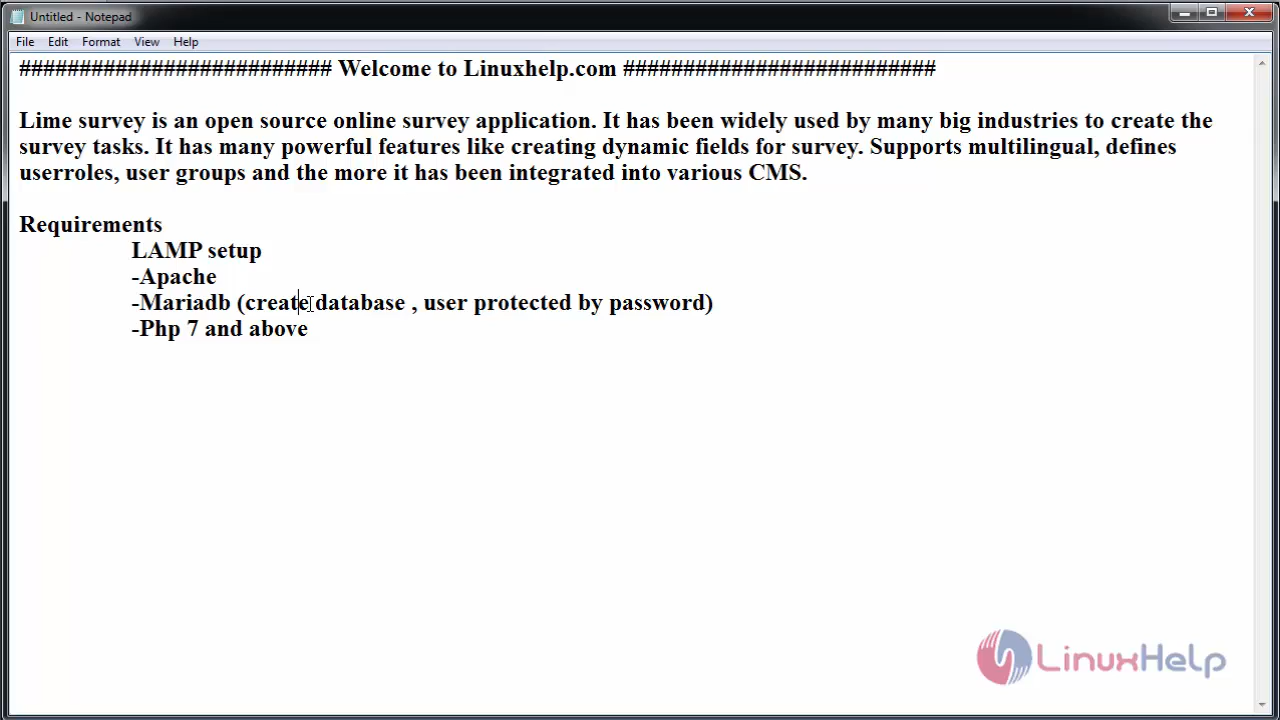 Untitled - Notepad
File Edit Format View Help
########################## Welcome to Linuxhelp.com ##########################
Lime survey is an open source online survey application. It has been widely used by many big industries to create the
survey tasks. It has many powerful features like creating dynamic fields for survey. Supports multilingual, defines
userroles, user groups and the more it has been integrated into various CMS.
Requirements
LAMP setup
-Apache
-Mariadb (create database , user protected by password)
-Php 7 and above
LinuxHelp